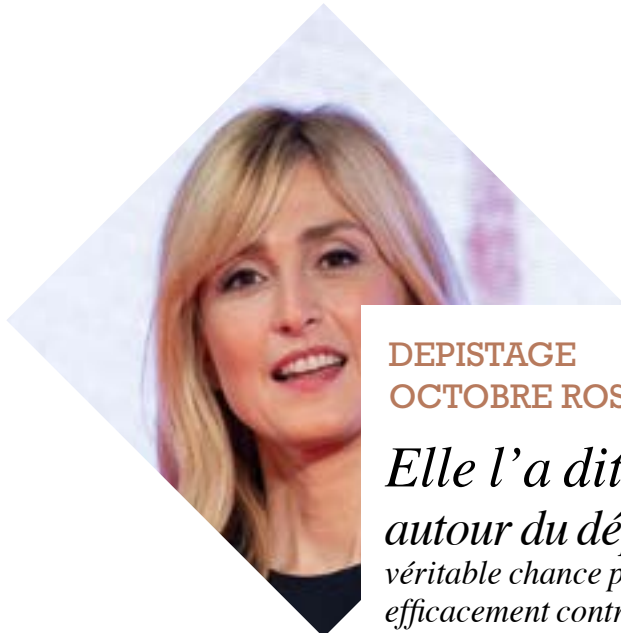 DEPISTAGE
OCTOBRE ROS
Elle l’a dit
autour du dé
véritable chance p
efficacement contr